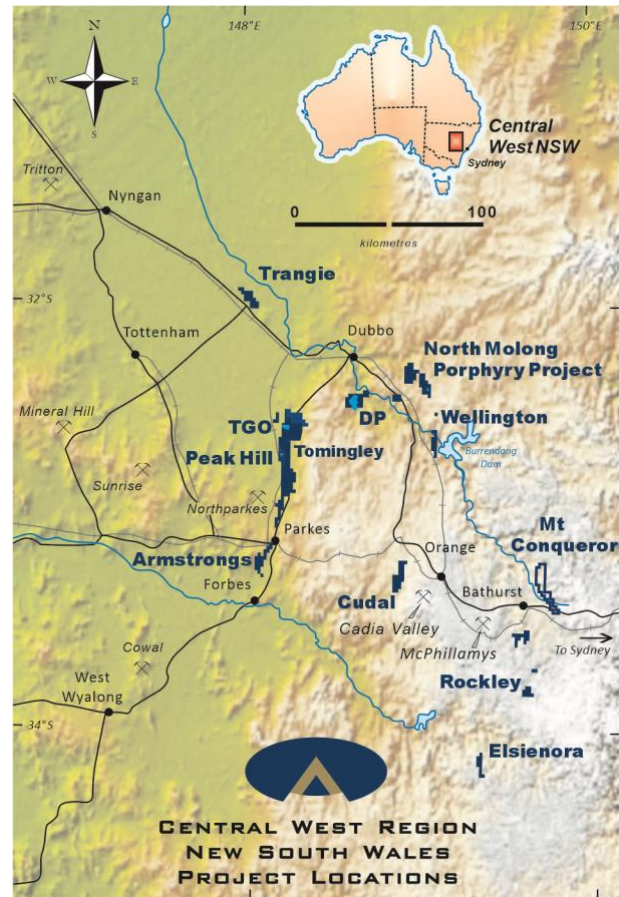 148°E
150°E
N
W
E
S
Central
West NSW
Sydney
0
100
kilometres
Tritton
Nyngan
Trangie
32°S
Tottenham
Dubbo
North Molong
Porphyry Project
Mineral Hill
TGO
DP
Wellington
Peak Hill
Tomingley
Burrendong
Dam
Sunrise
Northparkes
Parkes
Mt
Conqueror
Armstrongs
Orange
Forbes
Cudal
Bathurst
Cadia Valley
McPhillamys
To Sydney
Cowal
West
Wyalong
Rockley
34°S
Elsienora
CENTRAL WEST REGION
NEW SOUTH WALES
PROJECT LOCATIONS